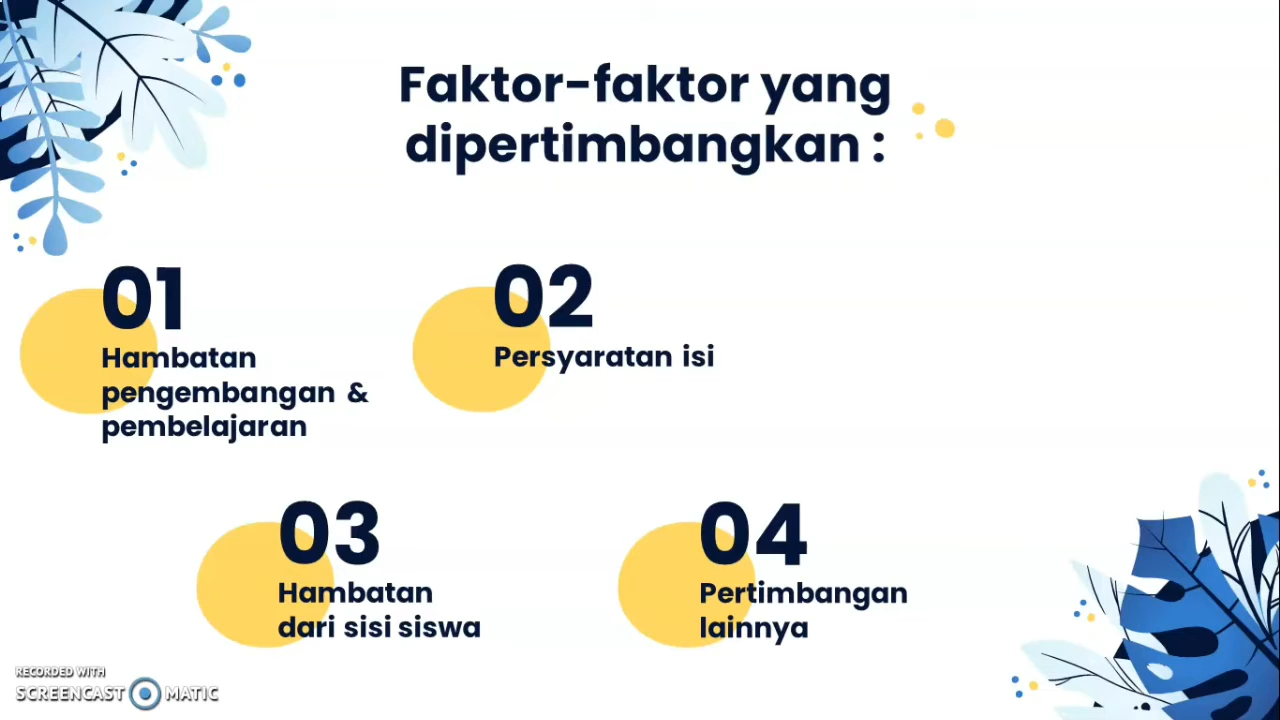 Faktor-faktor yang
dipertimbangkan :
01
Hambatan
pengembangan &
pembelajaran
02
Persyaratan isi
03
Hambatan
dari sisi siswa
04
Pertimbangan
lainnya
RECORDED WITH
SCREENCAST MATIC